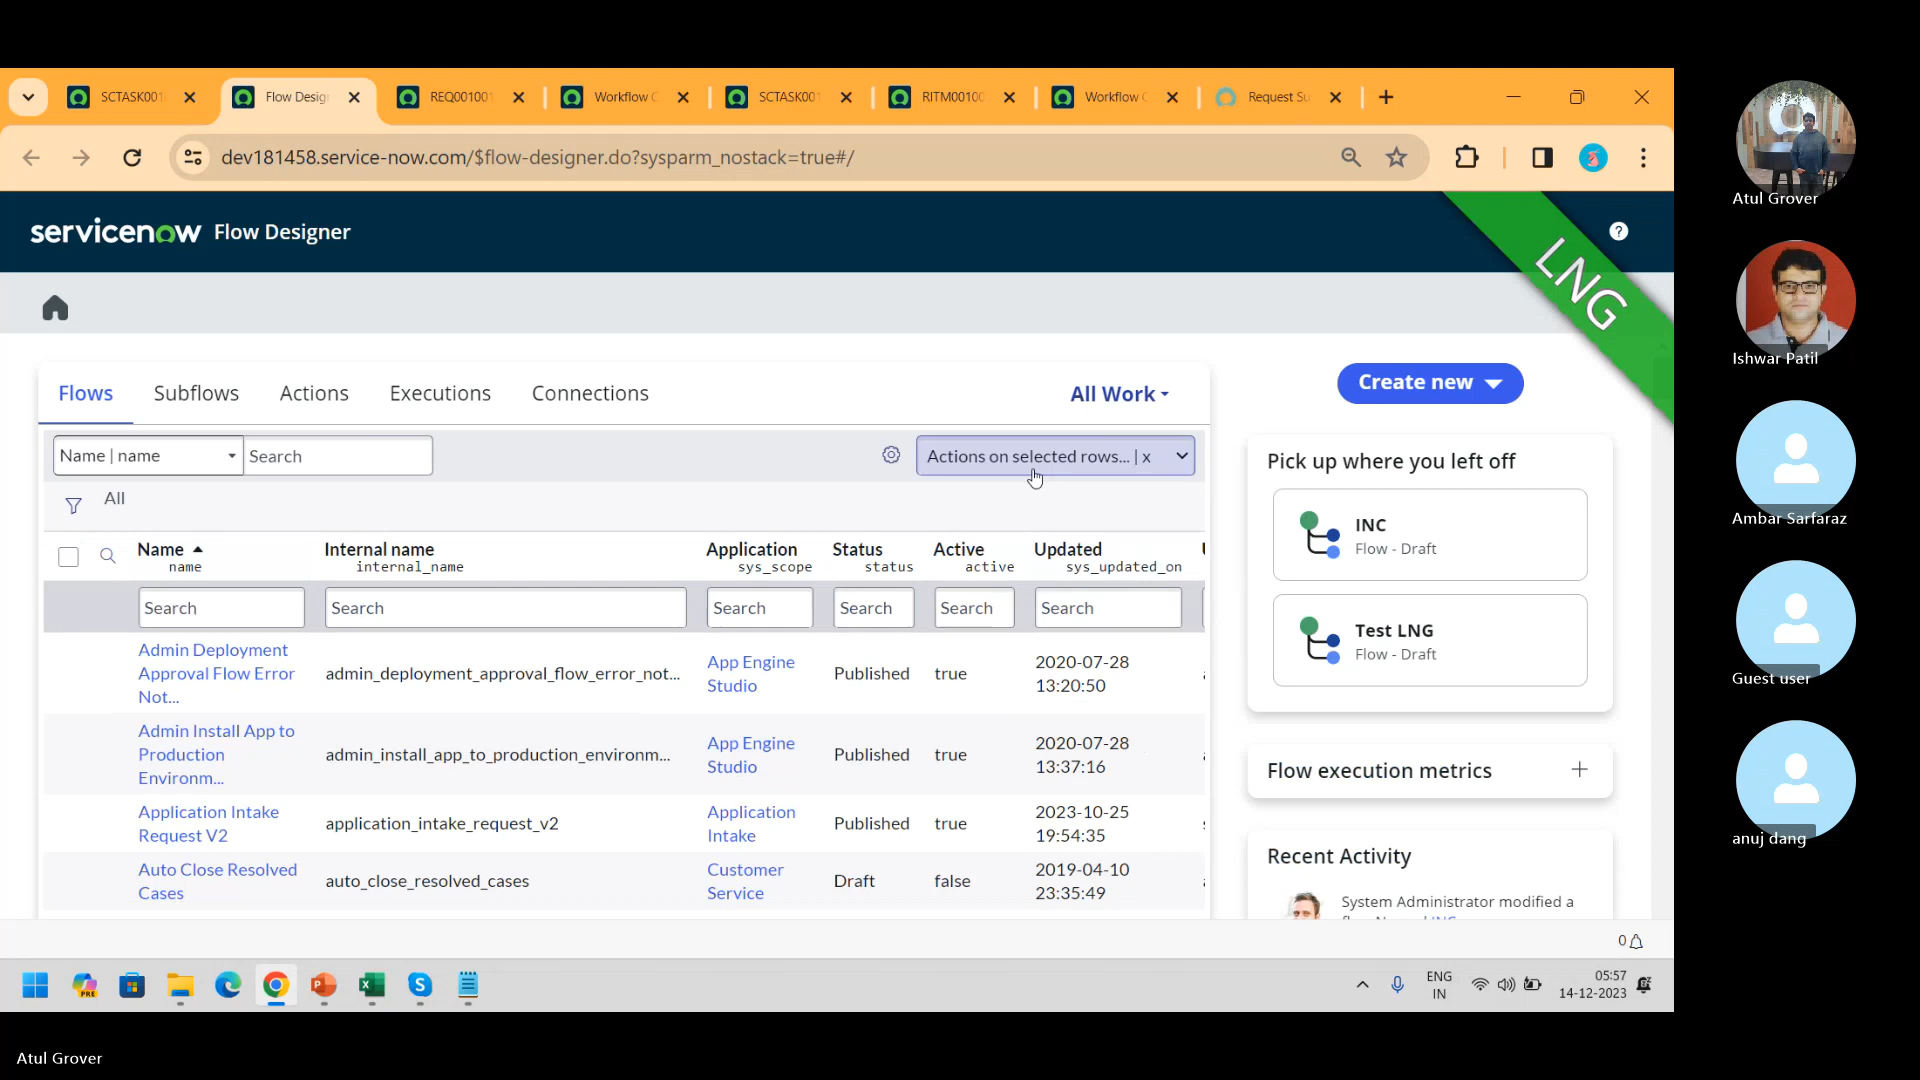 SCTASK001
Flow Desig
REQ001001
Workflow C
SCTASK001
RITM00100
Workflow C
Request Su
dev181458.service-now.com/$flow-designer.do?sysparm_nostack=true#/
servicenow Flow Designer
?
LNG
Flows
Subflows
Actions
Executions
Connections
All Work
Create new
Name | name
Search
Actions on selected rows... | x
All
Name
name
Internal name
internal_name
Application
sys_scope
Status
status
Active
active
Updated
sys_updated_on
Search
Search
Search
Search
Search
Search
Admin Deployment
Approval Flow Error
Not...
admin_deployment_approval_flow_error_not...
App Engine
Studio
Published
true
2020-07-28
13:20:50
Admin Install App to
Production
Environm...
admin_install_app_to_production_environm...
App Engine
Studio
Published
true
2020-07-28
13:37:16
Application Intake
Request V2
application_intake_request_v2
Application
Intake
Published
true
2023-10-25
19:54:35
Auto Close Resolved
Cases
auto_close_resolved_cases
Customer
Service
Draft
false
2019-04-10
23:35:49
Pick up where you left off
INC
Flow - Draft
Test LNG
Flow - Draft
Flow execution metrics
Recent Activity
System Administrator modified a
0
PRE
ENG
IN
05:57
14-12-2023
Atul Grover
Ishwar Patil
Ambar Sarfaraz
Guest user
anuj dang
Atul Grover